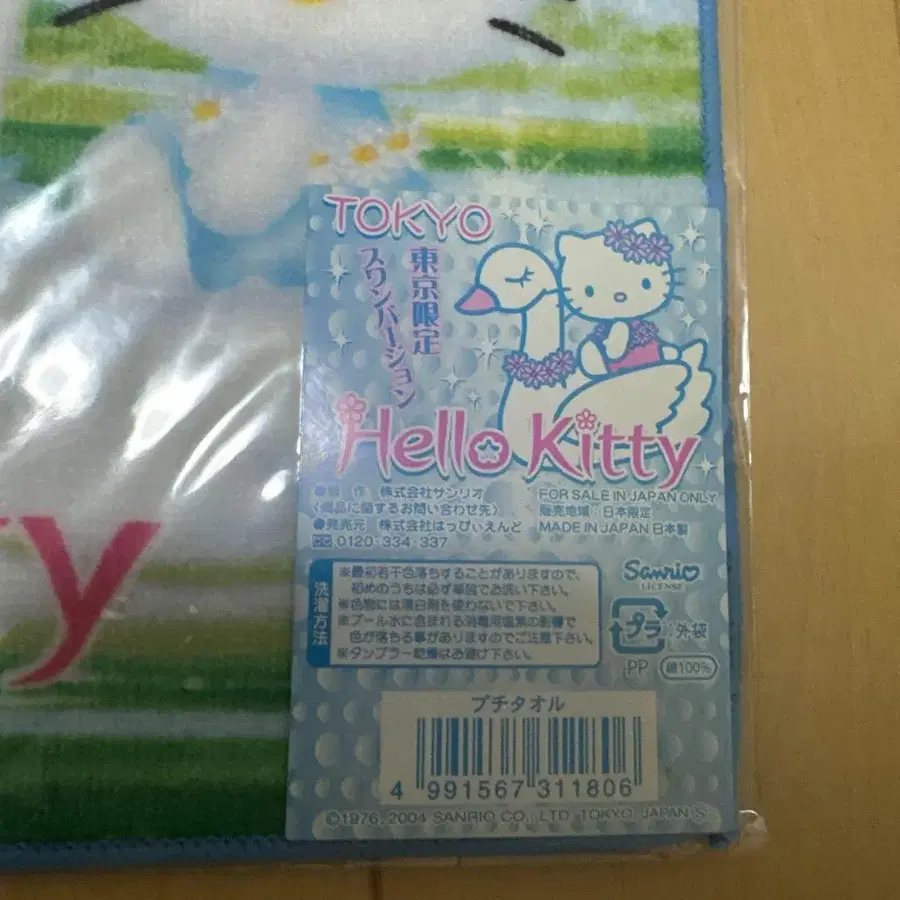 TOKYO
東京限定
スワンバージョン
Hello Kitty
●製作 株式会社サンリオ
(商品に関するお問い合わせ先)
●発売元 株式会社はっぴぃえんど
0120-334-337
FOR SALE IN JAPAN ONLY
販売地域:日本限定
MADE IN JAPAN 日本製
洗濯方法
※最初若干色落ちすることがありますので、
初めのうちは必ず単独でお洗い下さい。
※色物には漂白剤を使わないで下さい。
※プール水に含まれる消毒用塩素の影響で
色が落ちる事がありますのでご注意下さい。
※タンブラー乾燥はお避け下さい。
Sanrio
LICENSE
プラ:外袋
PP
綿100%
プチタオル
4 991567 311806
©1976, 2004 SANRIO CO., LTD. TOKYO, JAPAN Ⓢ
ty